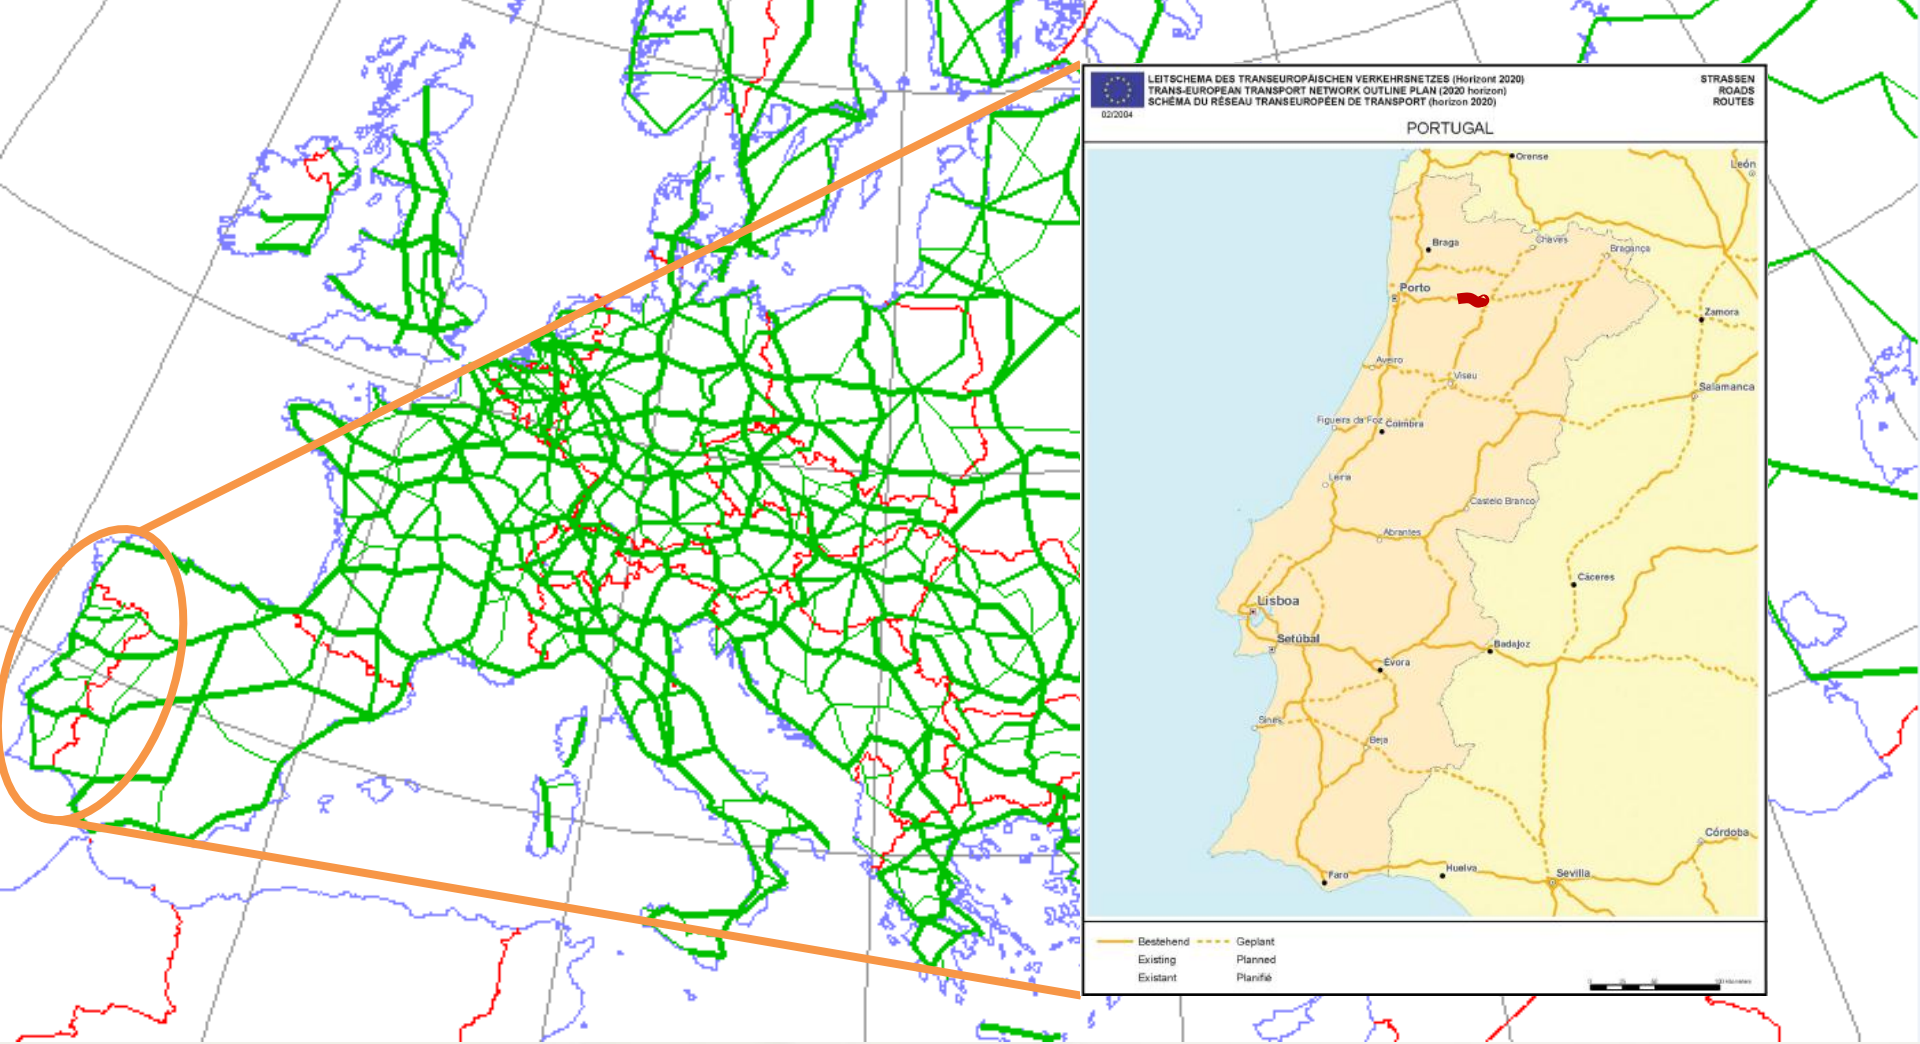 LEITSCHEMA DES TRANSEUROPÄISCHEN VERKEHRSNETZES (Horizont 2020)
TRANS-EUROPEAN TRANSPORT NETWORK OUTLINE PLAN (2020 horizon)
SCHÉMA DU RÉSEAU TRANSEUROPÉEN DE TRANSPORT (horizon 2020)
STRASSEN
ROADS
ROUTES
02/2004
PORTUGAL
Orense
León
Braga
Chaves
Bragança
Porto
Zamora
Aveiro
Viseu
Salamanca
Figueira da Foz
Coimbra
Leiria
Castelo Branco
Abrantes
Cáceres
Lisboa
Setúbal
Badajoz
Évora
Sines
Beja
Córdoba
Huelva
Sevilla
Faro
Bestehend
Geplant
Existing
Planned
Existant
Planifié